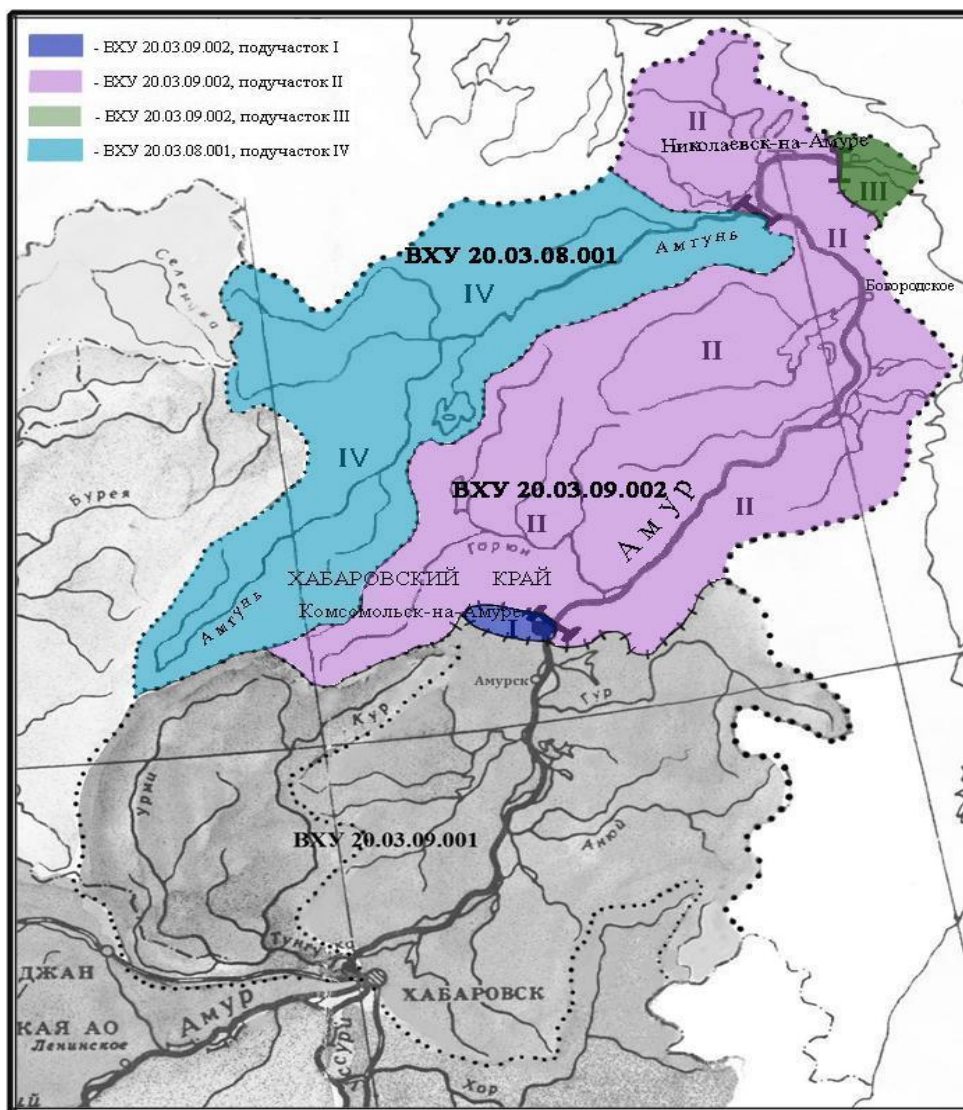 - ВХУ 20.03.09.002, подучасток I
- ВХУ 20.03.09.002, подучасток II
- ВХУ 20.03.09.002, подучасток III
- ВХУ 20.03.08.001, подучасток IV
II
Николаевск-на-Амуре
III
Амгунь
II
ВХУ 20.03.08.001
Селемджа
IV
Богородское
II
IV
ВХУ 20.03.09.002
Бурея
II
II
Амур
Горюн
ХАБАРОВСКИЙ КРАЙ
Амгунь
Комсомольск-на-Амуре
I
Амурск
Гур
Кур
Урми
ВХУ 20.03.09.001
Анюй
Тунгуска
ДЖАН
ХАБАРОВСК
Амур
КАЯ АО
Ленинское
ссури
Хор
ый